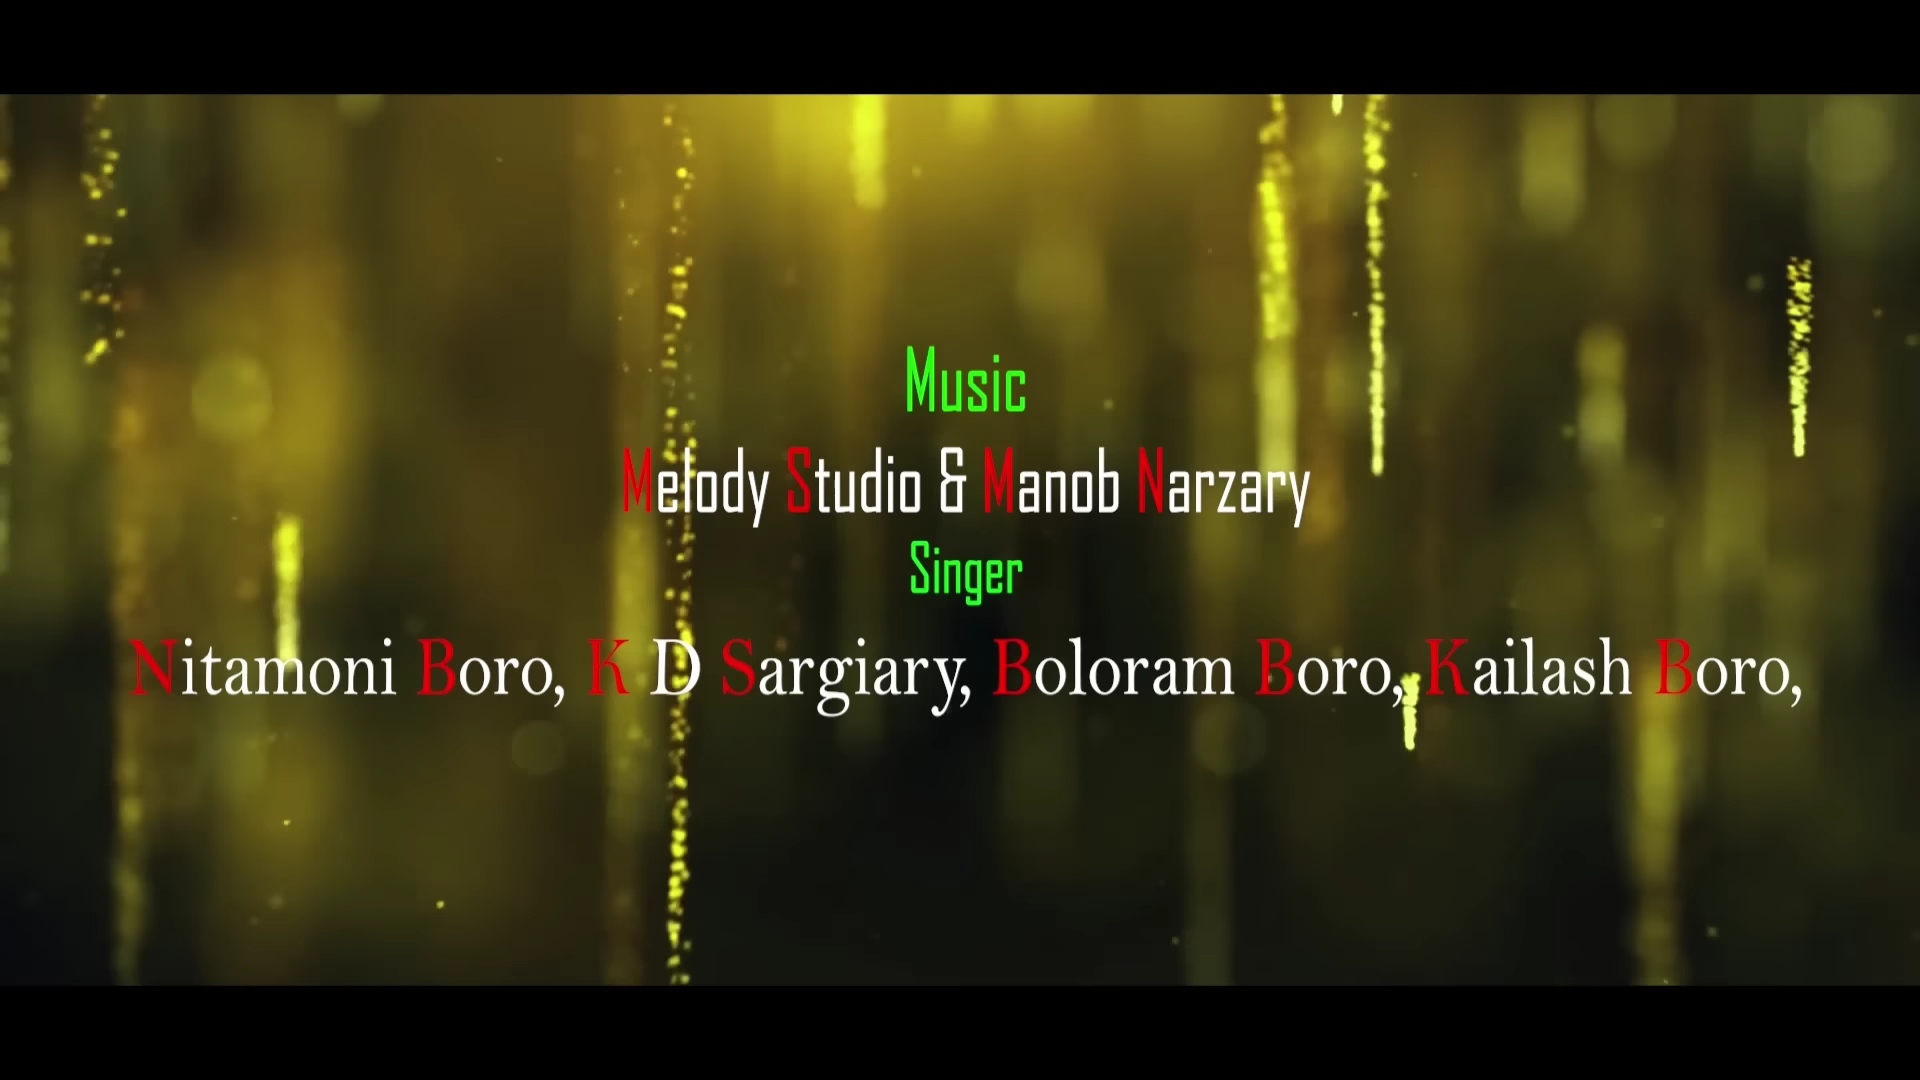 Music
Melody Studio & Manob Narzary
Singer
Nitamoni Boro, K D Sargiary, Boloram Boro, Kailash Boro,